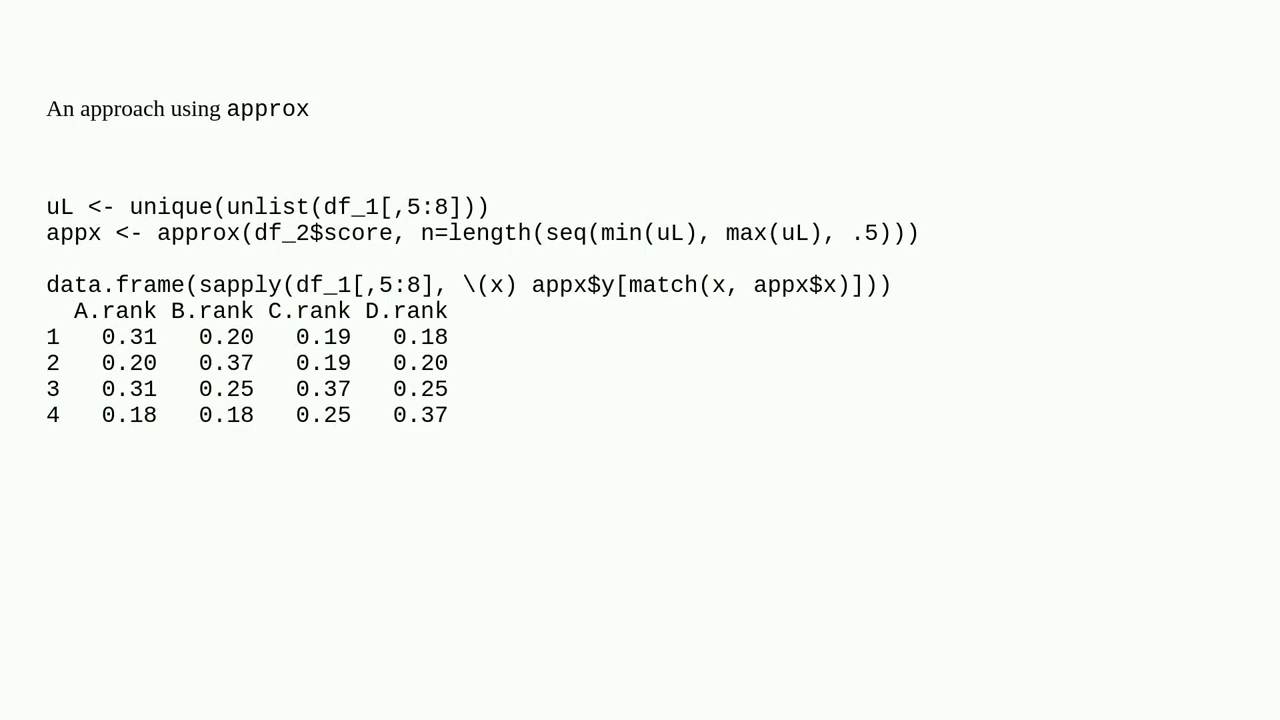 An approach using approx
uL <- unique(unlist(df_1[,5:8]))
appx <- approx(df_2$score, n=length(seq(min(uL), max(uL), .5)))
data.frame(sapply(df_1[,5:8], \(x) appx$y[match(x, appx$x)]))
  A.rank B.rank C.rank D.rank
1   0.31   0.20   0.19   0.18
2   0.20   0.37   0.19   0.20
3   0.31   0.25   0.37   0.25
4   0.18   0.18   0.25   0.37